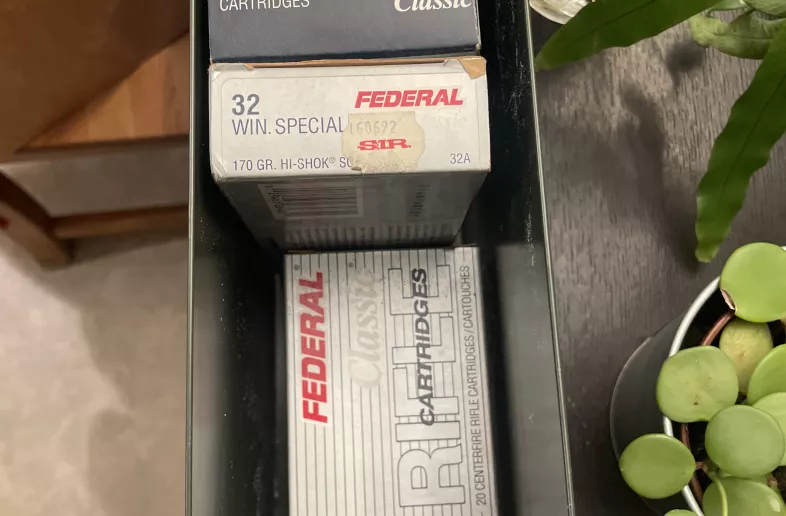 CARTRIDGES Classic
32
FEDERAL
WIN. SPECIAL
160692
SIR.
170 GR. HI-SHOK®
32A
FEDERAL®
Classic®
RIFLE
CARTRIDGES
20 CENTERFIRE RIFLE CARTRIDGES/CARTOUCHES